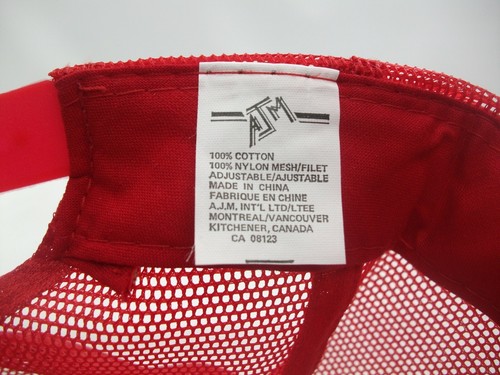 AJM
100% COTTON
100% NYLON MESH/FILET
ADJUSTABLE/AJUSTABLE
MADE IN CHINA
FABRIQUE EN CHINE
A.J.M. INT'L LTD/LTEE
MONTREAL/VANCOUVER
KITCHENER, CANADA
CA 08123